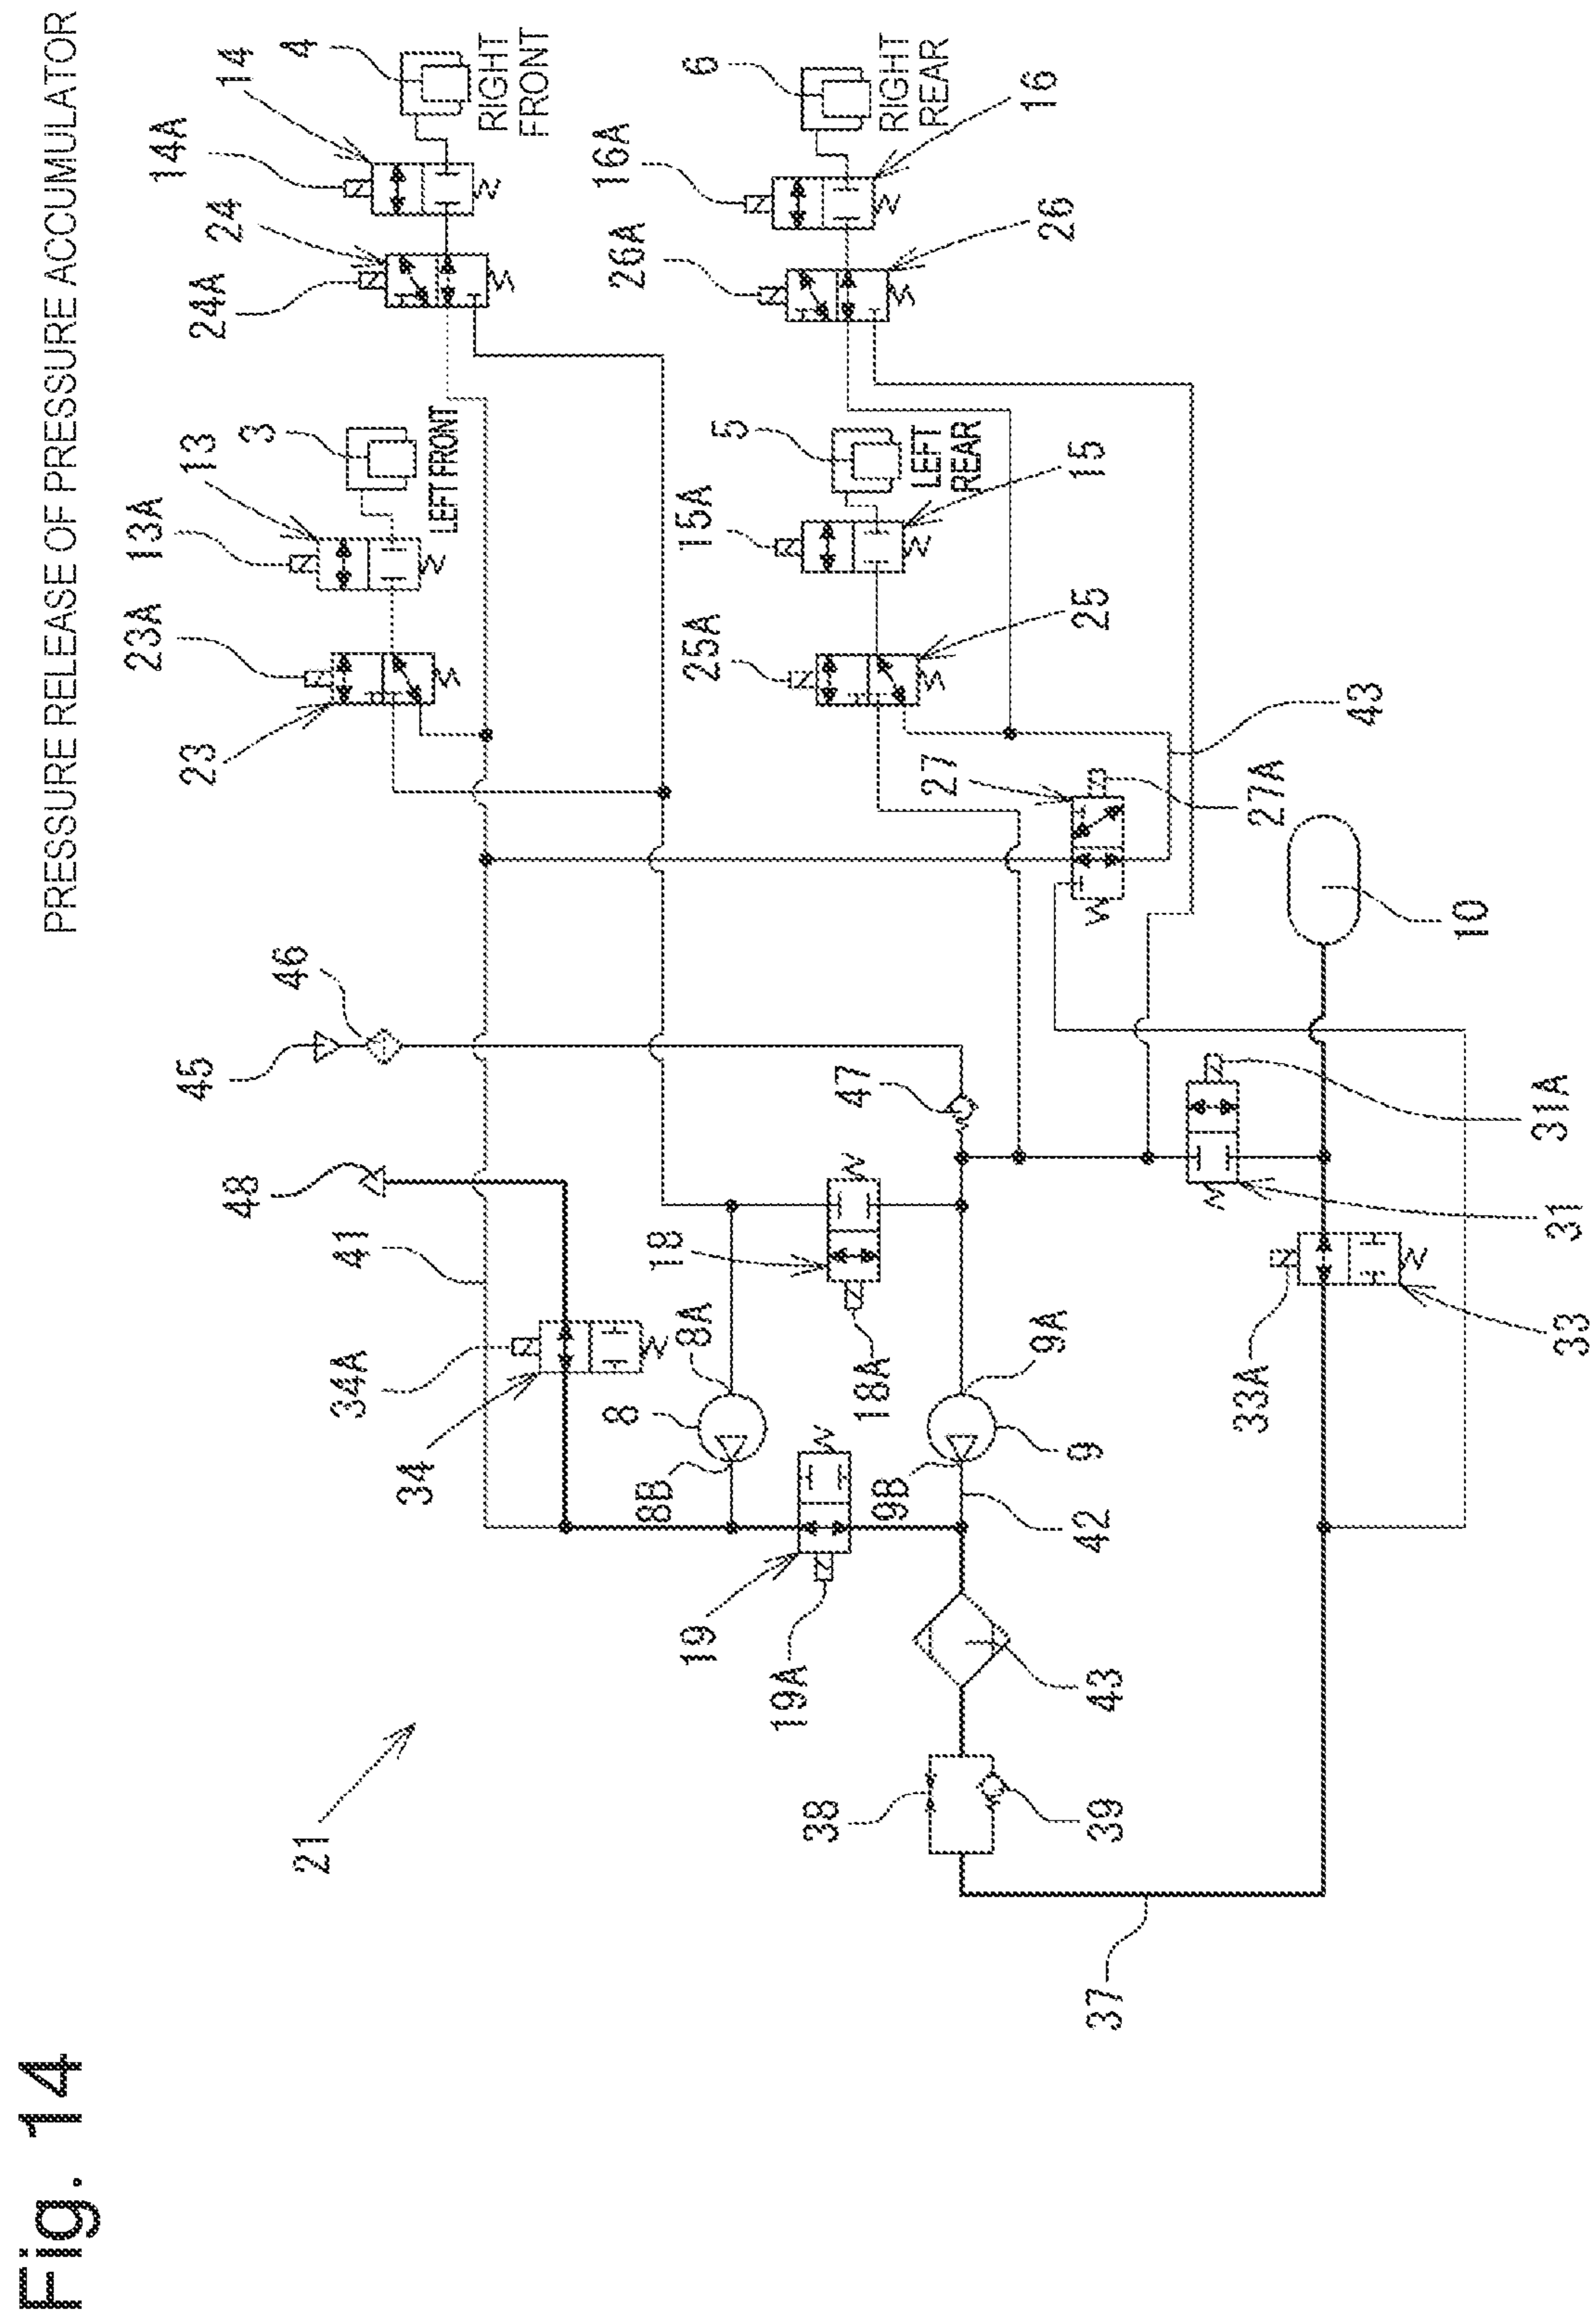 Fig. 14
PRESSURE RELEASE OF PRESSURE ACCUMULATOR
21
45
46
48
41
34A
34
23A
23
13A
13
3
LEFT FRONT
24A
24
14A
14
4
RIGHT
FRONT
8A
8
8B
18
18A
47
19
19A
9A
9
9B
42
43
38
39
37
25A
25
15A
15
5
LEFT
REAR
26A
26
16A
16
6
RIGHT
REAR
27
27A
43
10
31A
31
33A
33